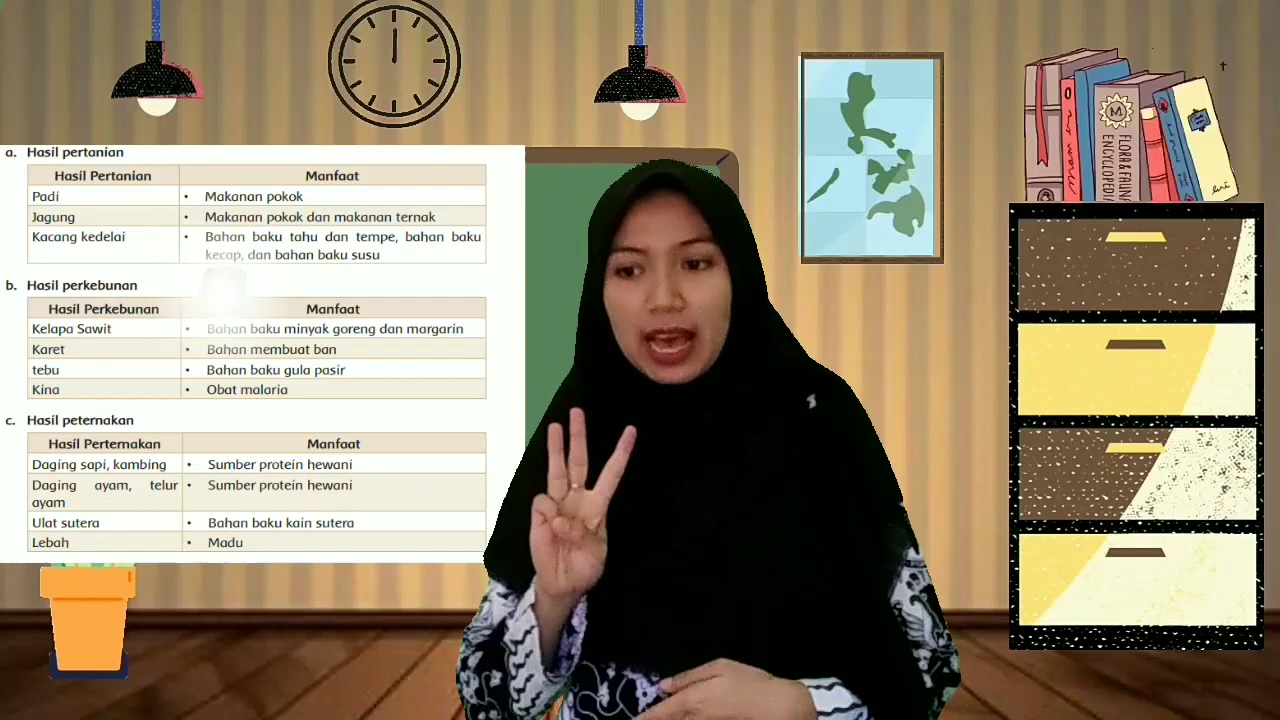 a. Hasil pertanian
Hasil Pertanian Manfaat
Padi • Makanan pokok
Jagung • Makanan pokok dan makanan ternak
Kacang kedelai • Bahan baku tahu dan tempe, bahan baku
kecap, dan bahan baku susu
b. Hasil perkebunan
Hasil Perkebunan Manfaat
Kelapa Sawit • Bahan baku minyak goreng dan margarin
Karet • Bahan membuat ban
tebu • Bahan baku gula pasir
Kina • Obat malaria
c. Hasil peternakan
Hasil Perternakan Manfaat
Daging sapi, kambing • Sumber protein hewani
Daging ayam, telur • Sumber protein hewani
ayam
Ulat sutera • Bahan baku kain sutera
Lebah • Madu
M
FLORA & FAUNA
ENCYCLOPEDIA